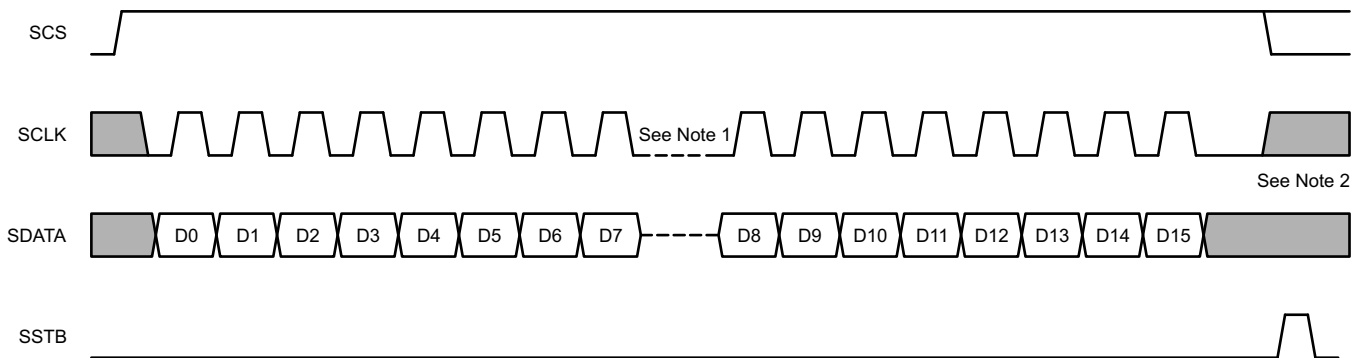 SCS
SCLK
See Note 1
See Note 2
SDATA
D0 D1 D2 D3 D4 D5 D6 D7 D8 D9 D10 D11 D12 D13 D14 D15
SSTB